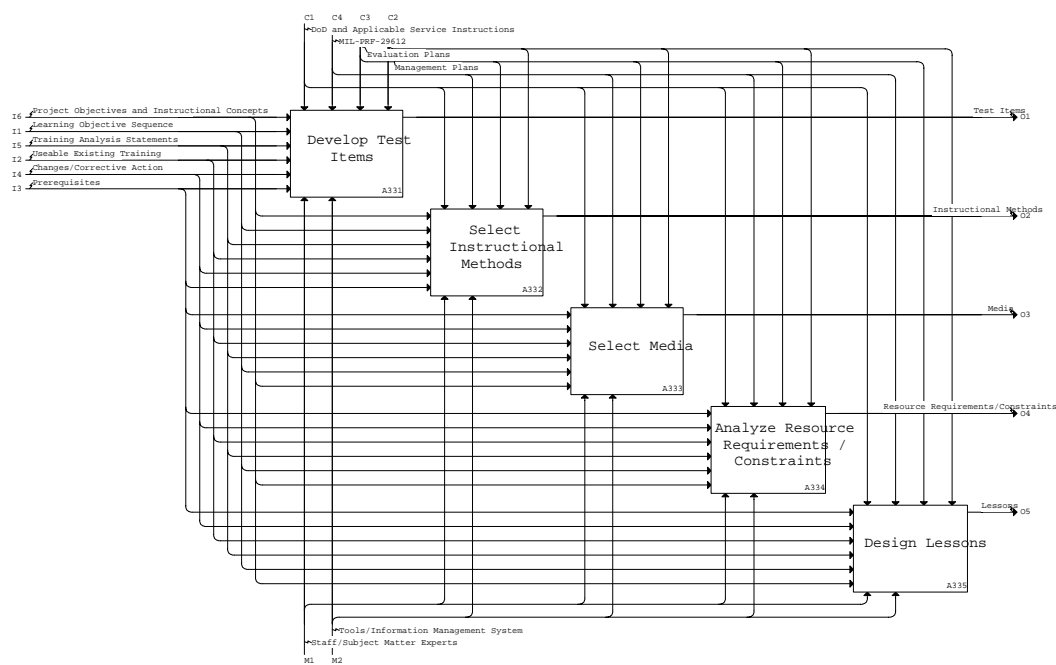 C1 C4 C3 C2
DoD and Applicable Service Instructions
MIL-PRF-29612
Evaluation Plans
Management Plans
I6 Project Objectives and Instructional Concepts
I1 Learning Objective Sequence
I5 Training Analysis Statements
I2 Useable Existing Training
I4 Changes/Corrective Action
I3 Prerequisites
Develop Test
Items
A331
Test Items O1
Select
Instructional
Methods
A332
Instructional Methods O2
Select Media
A333
Media O3
Analyze Resource
Requirements /
Constraints
A334
Resource Requirements/Constraints
O4
Design Lessons
A335
Lessons O5
Tools/Information Management System
Staff/Subject Matter Experts
M1 M2